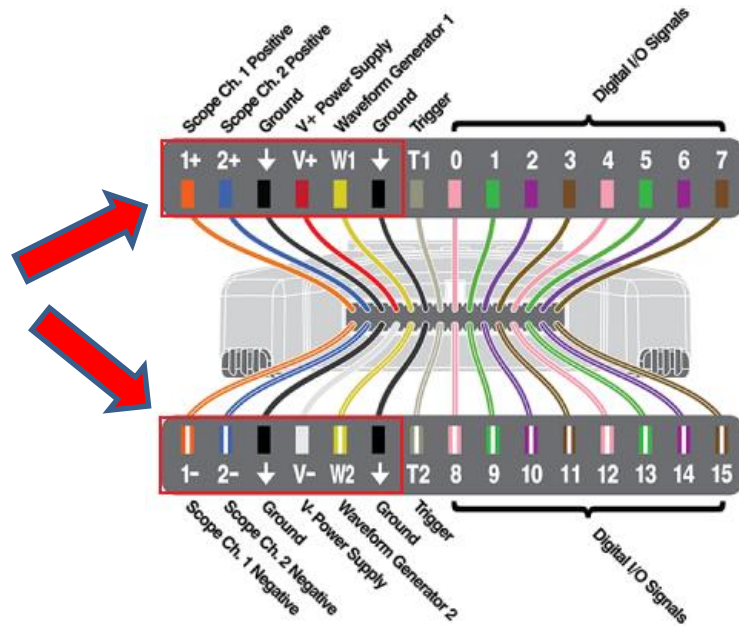 Scope Ch. 1 Positive
Scope Ch. 2 Positive
Ground
V+ Power Supply
Waveform Generator 1
Ground
Trigger
Digital I/O Signals
1+ 2+ ↓ V+ W1 ↓ T1 0 1 2 3 4 5 6 7
1− 2− ↓ V− W2 ↓ T2 8 9 10 11 12 13 14 15
Scope Ch. 1 Negative
Scope Ch. 2 Negative
Ground
V- Power Supply
Waveform Generator 2
Ground
Trigger
Digital I/O Signals